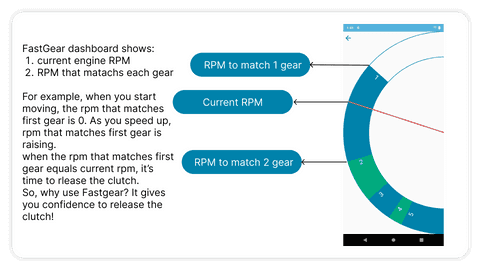 FastGear dashboard shows:
1. current engine RPM
2. RPM that matachs each gear
For example, when you start
moving, the rpm that matches
first gear is 0. As you speed up,
rpm that matches first gear is
raising.
when the rpm that matches first
gear equals current rpm, it's
time to rlease the clutch.
So, why use Fastgear? It gives
you confidence to release the
clutch!
RPM to match 1 gear
Current RPM
RPM to match 2 gear
1
2
3
4
5